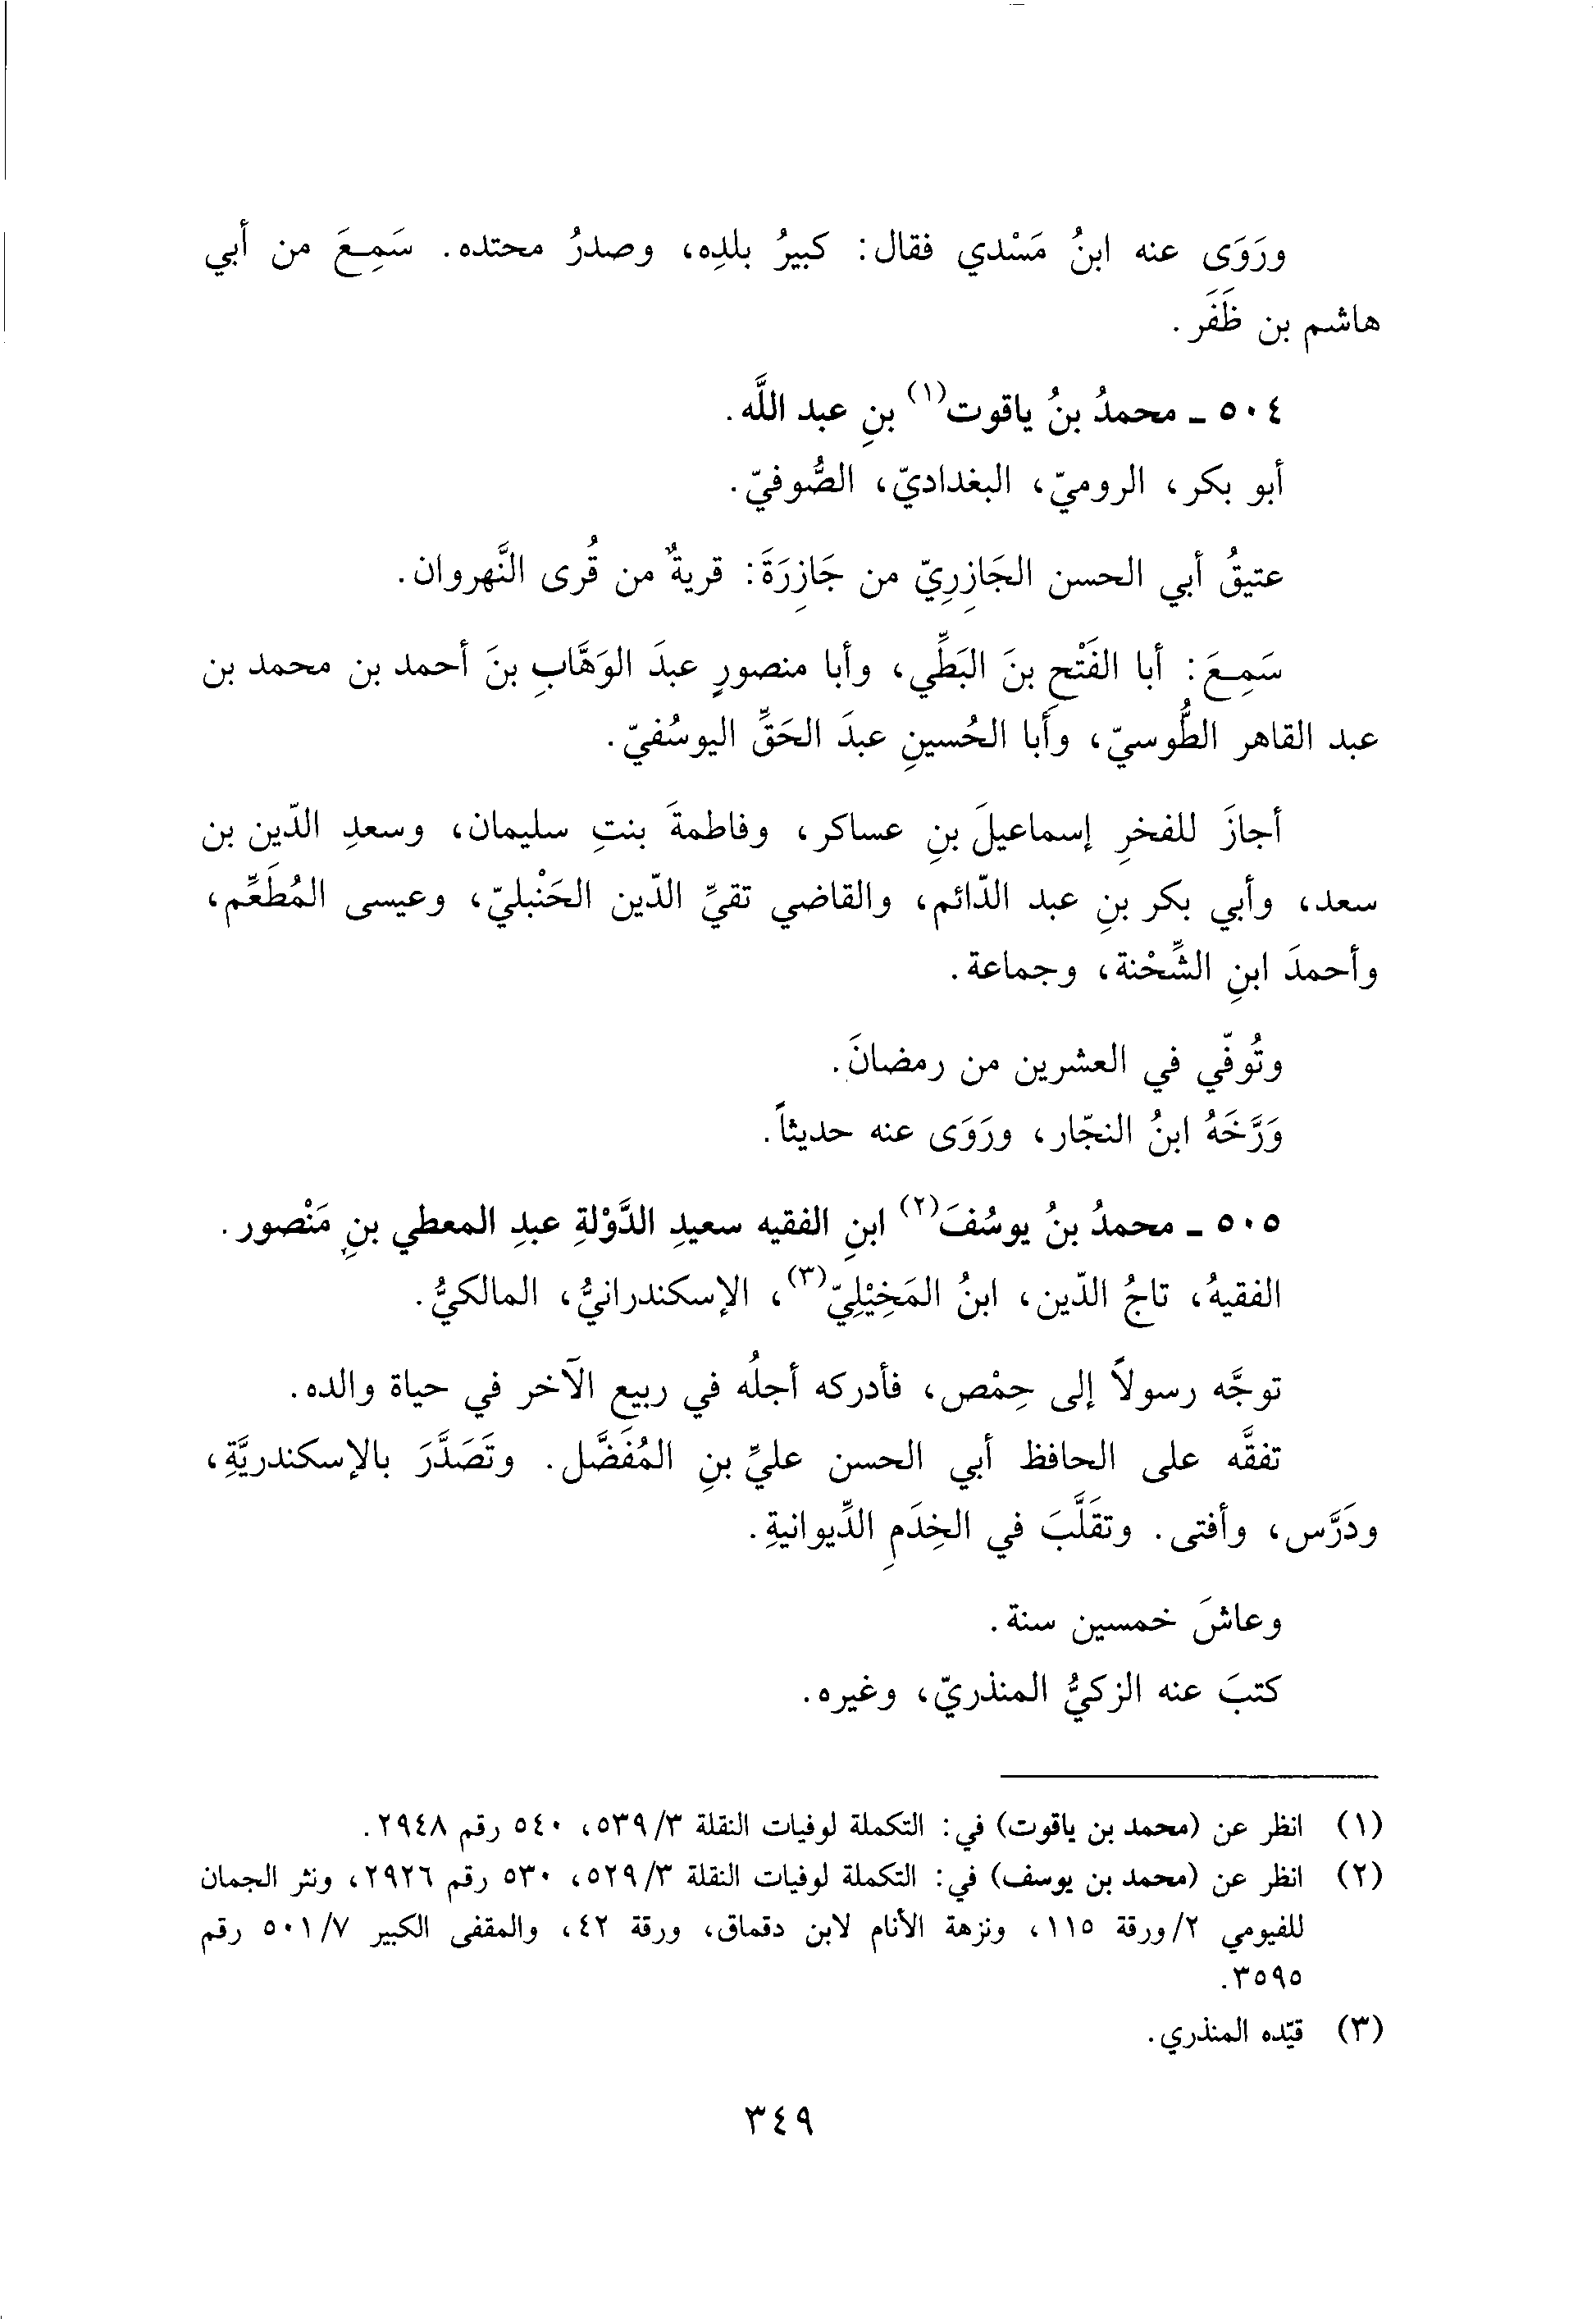 ورَوَى عنه ابنُ مَسْدي فقال: كبيرُ بلدِه، وصدرُ محتده. سَمِعَ من أبي
هاشم بن ظَفَر.
٥٠٤ ـ محمدُ بنُ ياقوت(١) بنِ عبد اللَّه.
أبو بكر، الروميّ، البغداديّ، الصُّوفيّ.
عتيقُ أبي الحسن الجَازِرِيّ من جَازِرَةَ: قريةٌ من قُرى النَّهروان.
سَمِعَ: أبا الفَتْحِ بنَ البَطِّي، وأبا منصورٍ عبدَ الوَهَّابِ بنَ أحمد بن محمد بن
عبد القاهر الطُّوسيّ، وأبا الحُسينِ عبدَ الحَقِّ اليوسُفيّ.
أجازَ للفخرِ إسماعيلَ بنِ عساكر، وفاطمةَ بنتِ سليمان، وسعدِ الدّين بن
سعد، وأبي بكر بنِ عبد الدّائم، والقاضي تقيِّ الدّين الحَنْبليّ، وعيسى المُطَعِّم،
وأحمدَ ابنِ الشِّحْنة، وجماعة.
وتُوفّي في العشرين من رمضانَ.
وَرَّخَهُ ابنُ النجّار، ورَوَى عنه حديثاً.
٥٠٥ ـ محمدُ بنُ يوسُفَ(٢) ابنِ الفقيه سعيدِ الدَّوْلةِ عبدِ المعطي بنِ مَنْصور.
الفقيهُ، تاجُ الدّين، ابنُ المَخِيْلِيّ(٣)، الإسكندرانيُّ، المالكيُّ.
توجَّه رسولاً إلى حِمْص، فأدركه أجلُه في ربيع الآخر في حياة والده.
تفقَّه على الحافظ أبي الحسن عليِّ بنِ المُفَضَّل. وتَصَدَّرَ بالإسكندريَّةِ،
ودَرَّس، وأفتى. وتقَلَّبَ في الخِدَمِ الدِّيوانيةِ.
وعاشَ خمسين سنة.
كتبَ عنه الزكيُّ المنذريّ، وغيره.
(١) انظر عن (محمد بن ياقوت) في: التكملة لوفيات النقلة ٣/٥٣٩، ٥٤٠ رقم ٢٩٤٨.
(٢) انظر عن (محمد بن يوسف) في: التكملة لوفيات النقلة ٣/٥٢٩، ٥٣٠ رقم ٢٩٢٦، ونثر الجمان
للفيومي ٢/ورقة ١١٥، ونزهة الأنام لابن دقماق، ورقة ٤٢، والمقفى الكبير ٧/٥٠١ رقم
٣٥٩٥.
(٣) قيّده المنذري.
٣٤٩